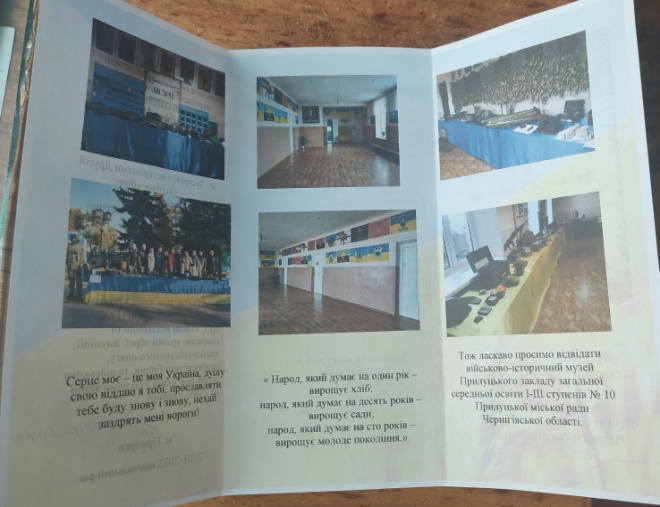 Серце моє – це моя Україна, душу
свою віддаю я тобі, прославляти
тебе буду знову і знову, нехай
заздрять мені вороги!
« Народ, який думає на один рік –
вирощує хліб;
народ, який думає на десять років –
вирощує сади;
народ, який думає на сто років –
вирощує молоде покоління.»
Тож ласкаво просимо відвідати
військово-історичний музей
Прилуцького закладу загальної
середньої освіти І-ІІІ ступенів № 10
Прилуцької міської ради
Чернігівської області.